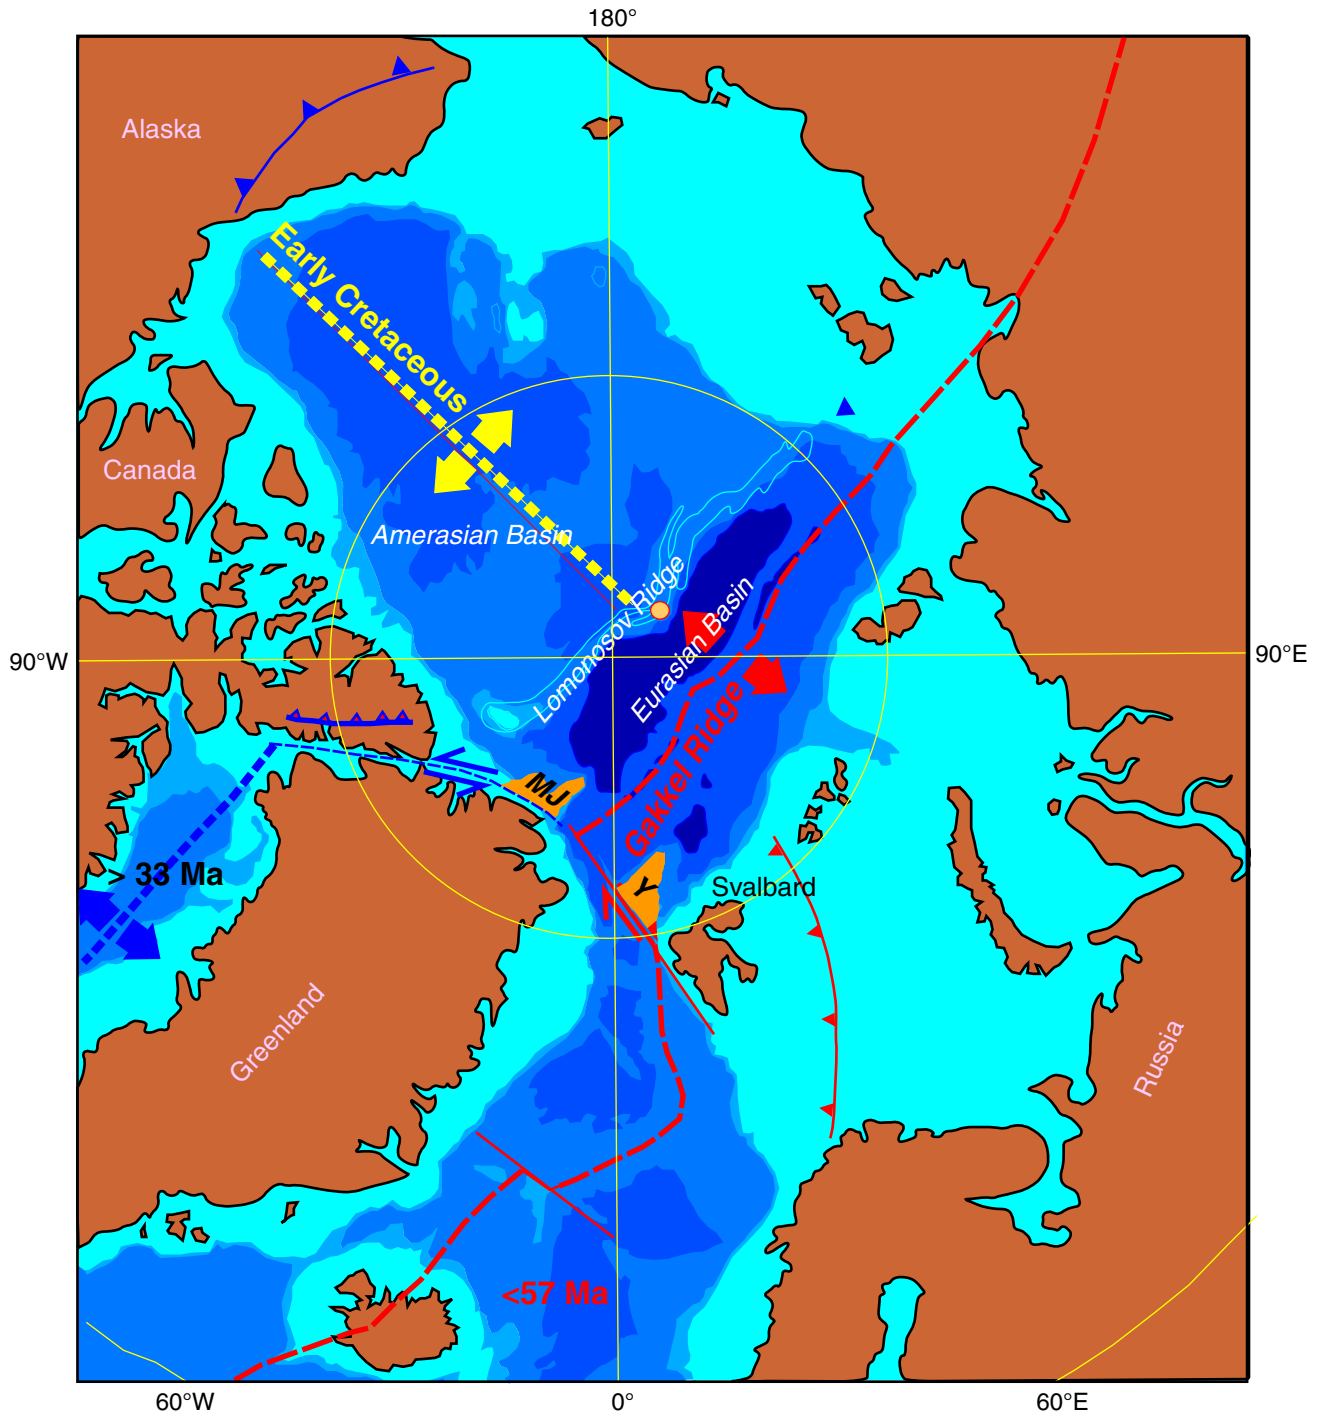 180°
Alaska
Early Cretaceous
Canada
Amerasian Basin
Lomonosov Ridge
Eurasian Basin
90°W
90°E
Gakkel Ridge
MJ
> 33 Ma
Y
Svalbard
Greenland
Russia
<57 Ma
60°W
0°
60°E